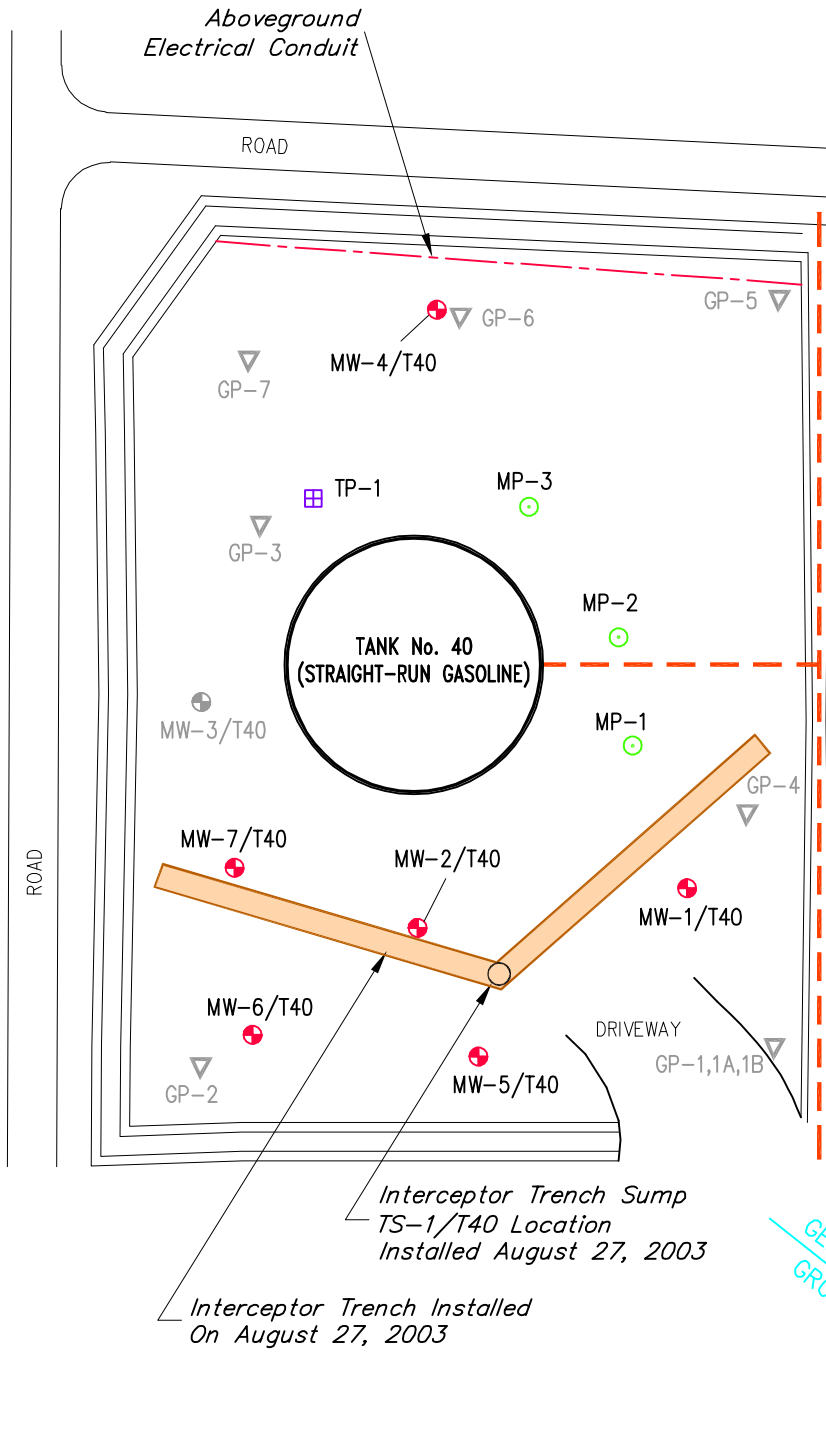 Aboveground
Electrical Conduit
ROAD
GP-5
GP-6
MW-4/T40
GP-7
TP-1
MP-3
GP-3
MP-2
TANK No. 40
(STRAIGHT-RUN GASOLINE)
MW-3/T40
MP-1
GP-4
MW-7/T40
MW-2/T40
ROAD
MW-1/T40
MW-6/T40
DRIVEWAY
GP-1,1A,1B
MW-5/T40
GP-2
Interceptor Trench Sump
TS-1/T40 Location
Installed August 27, 2003
Interceptor Trench Installed
On August 27, 2003